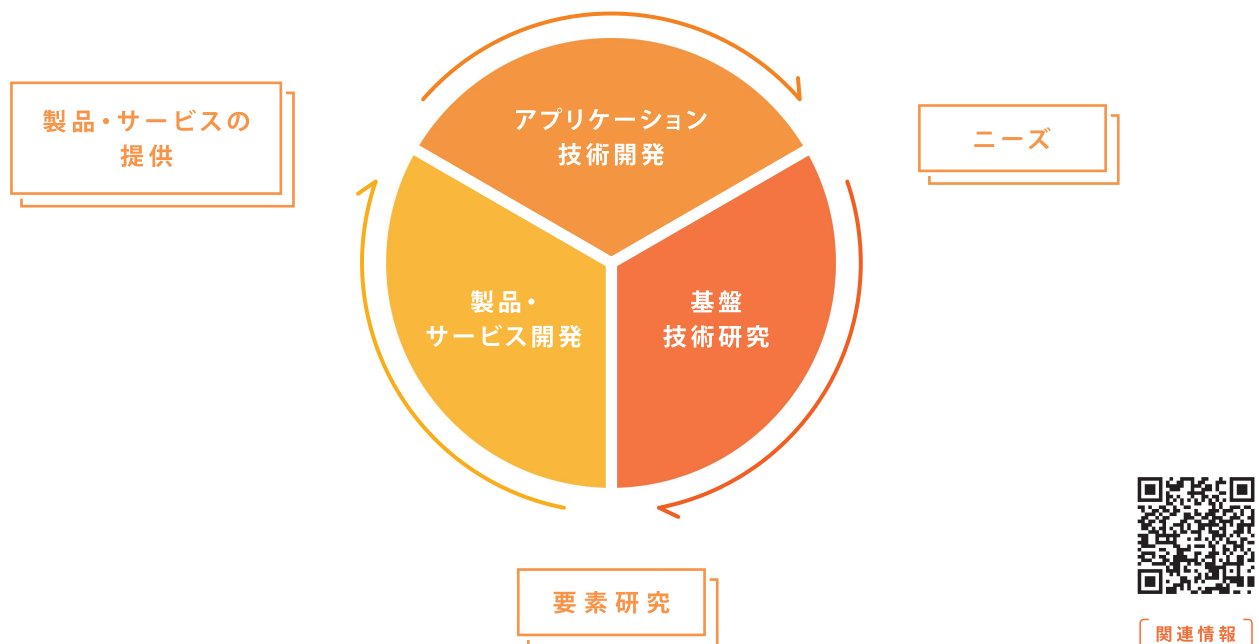 アプリケーション
技術開発
製品・サービスの
提供
ニーズ
製品・
サービス開発
基盤
技術研究
要素研究
関連情報